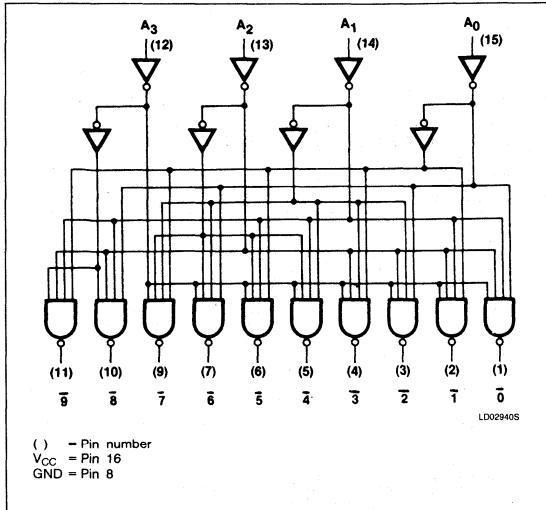 A3 A2 A1 A0
(12) (13) (14) (15)
(11) (10) (9) (7) (6) (5) (4) (3) (2) (1)
9̅ 8̅ 7̅ 6̅ 5̅ 4̅ 3̅ 2̅ 1̅ 0̅
LD02940S
( ) = Pin number
VCC = Pin 16
GND = Pin 8